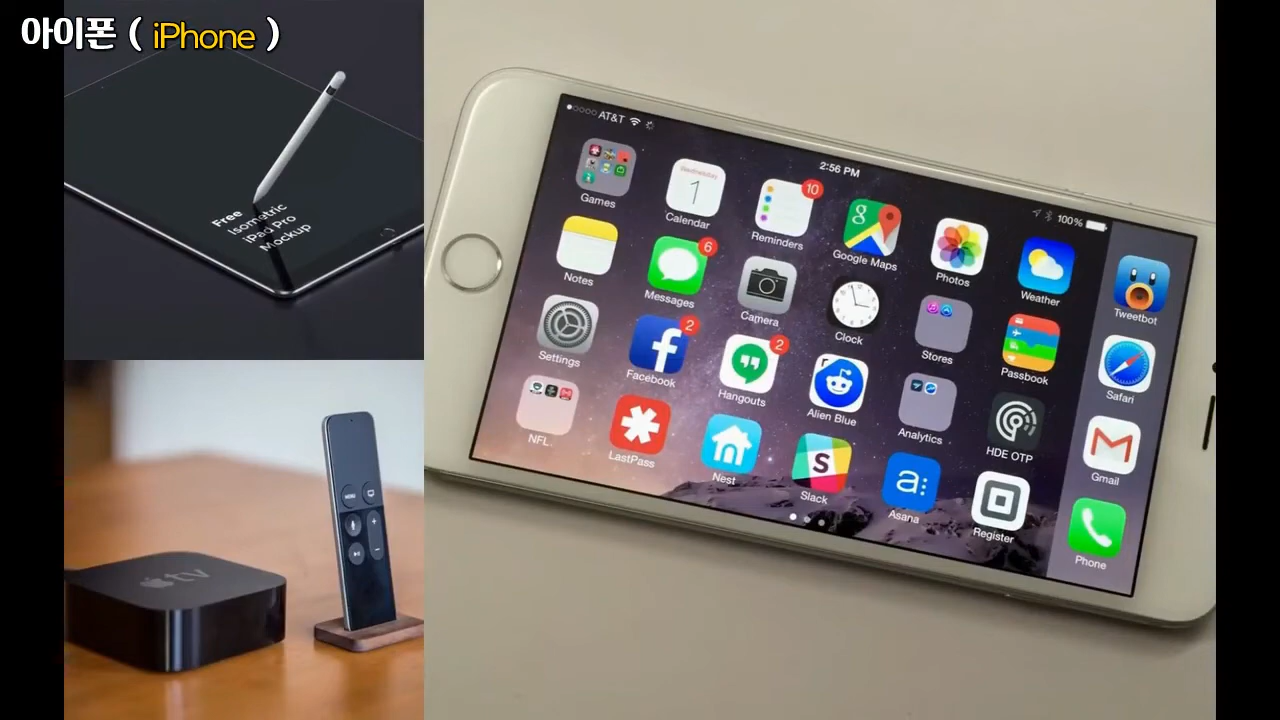 아이폰 ( iPhone )
Free
Isometric
iPad Pro
Mockup
tv
MENU
AT&T
2:56 PM
100%
Games
Wednesday
1
Calendar
10
Reminders
Google Maps
Photos
Weather
Tweetbot
Notes
6
Messages
Camera
Clock
Stores
Passbook
Safari
Settings
2
Facebook
2
Hangouts
Alien Blue
Analytics
HDE OTP
Gmail
NFL
LastPass
Nest
S
Slack
a:
Asana
Register
Phone